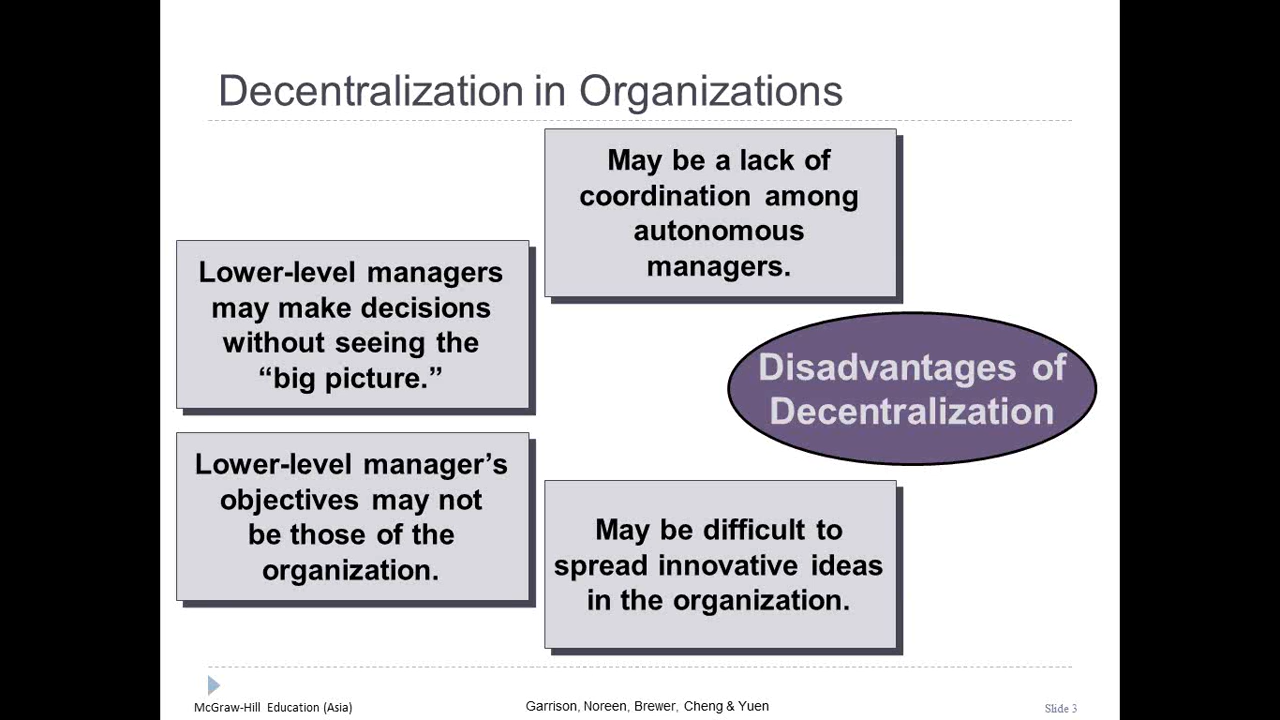 Decentralization in Organizations
May be a lack of
coordination among
autonomous
managers.
Lower-level managers
may make decisions
without seeing the
“big picture.”
Disadvantages of
Decentralization
Lower-level manager’s
objectives may not
be those of the
organization.
May be difficult to
spread innovative ideas
in the organization.
McGraw-Hill Education (Asia)
Garrison, Noreen, Brewer, Cheng & Yuen
Slide 3